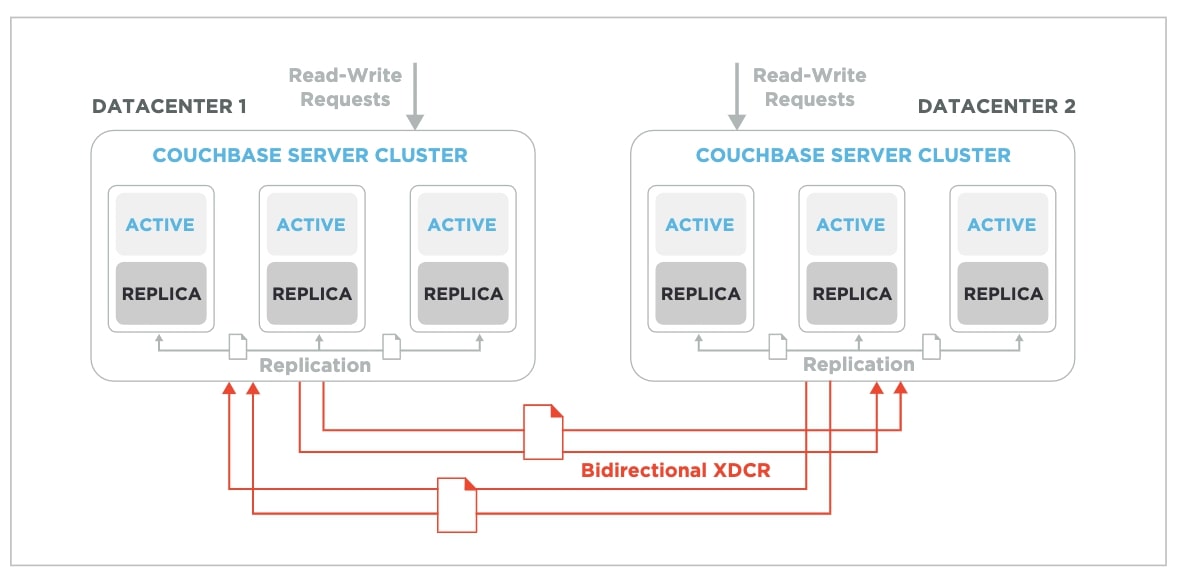 Read-Write
Requests
DATACENTER 1
COUCHBASE SERVER CLUSTER
ACTIVE
ACTIVE
ACTIVE
REPLICA
REPLICA
REPLICA
Replication
Read-Write
Requests
DATACENTER 2
COUCHBASE SERVER CLUSTER
ACTIVE
ACTIVE
ACTIVE
REPLICA
REPLICA
REPLICA
Replication
Bidirectional XDCR